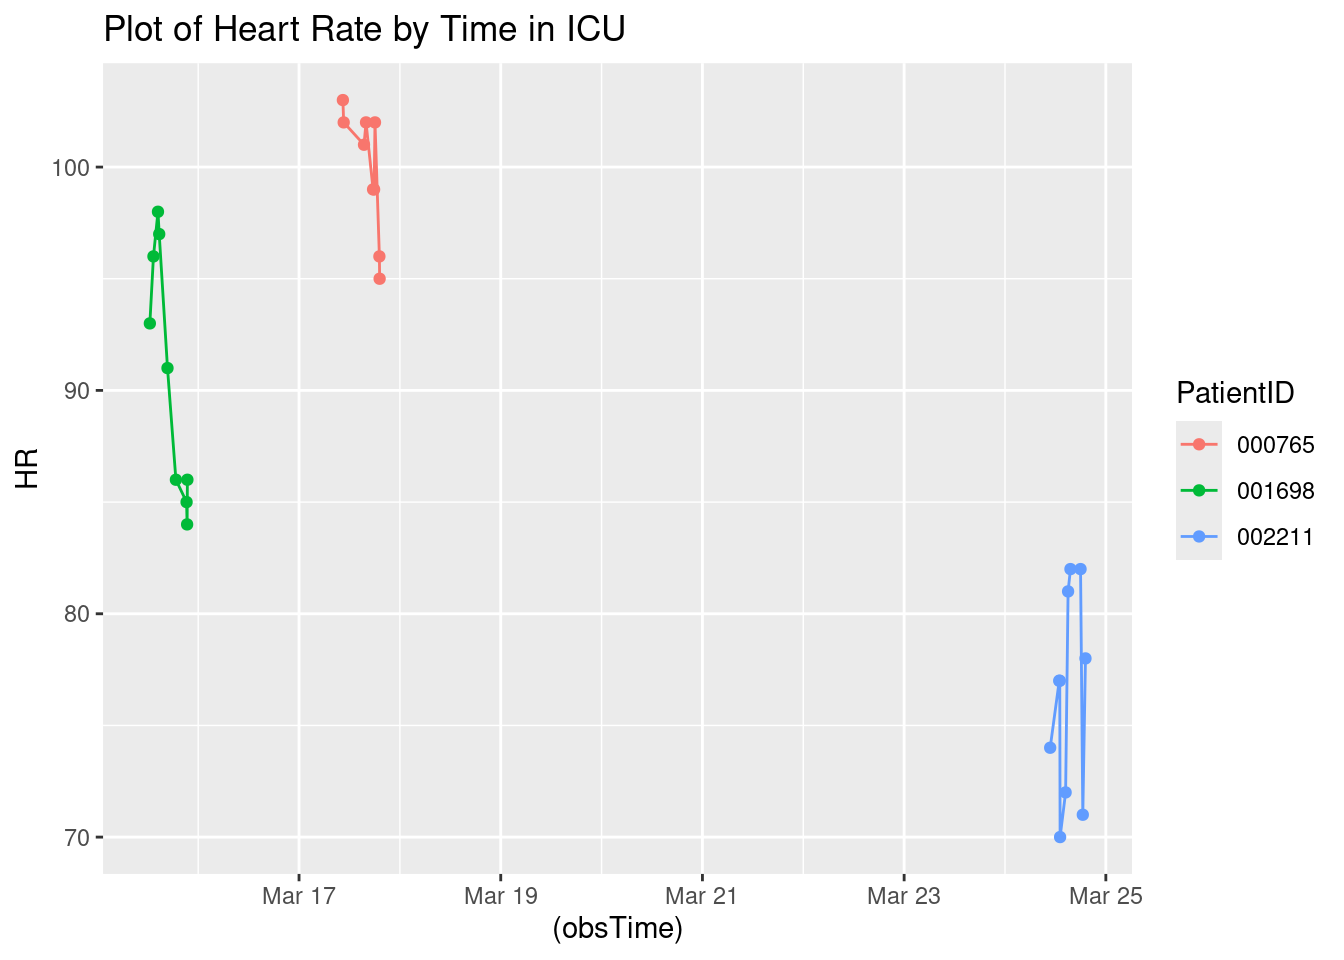 Plot of Heart Rate by Time in ICU
HR
100
90
80
70
Mar 17
Mar 19
Mar 21
Mar 23
Mar 25
(obsTime)
PatientID
000765
001698
002211